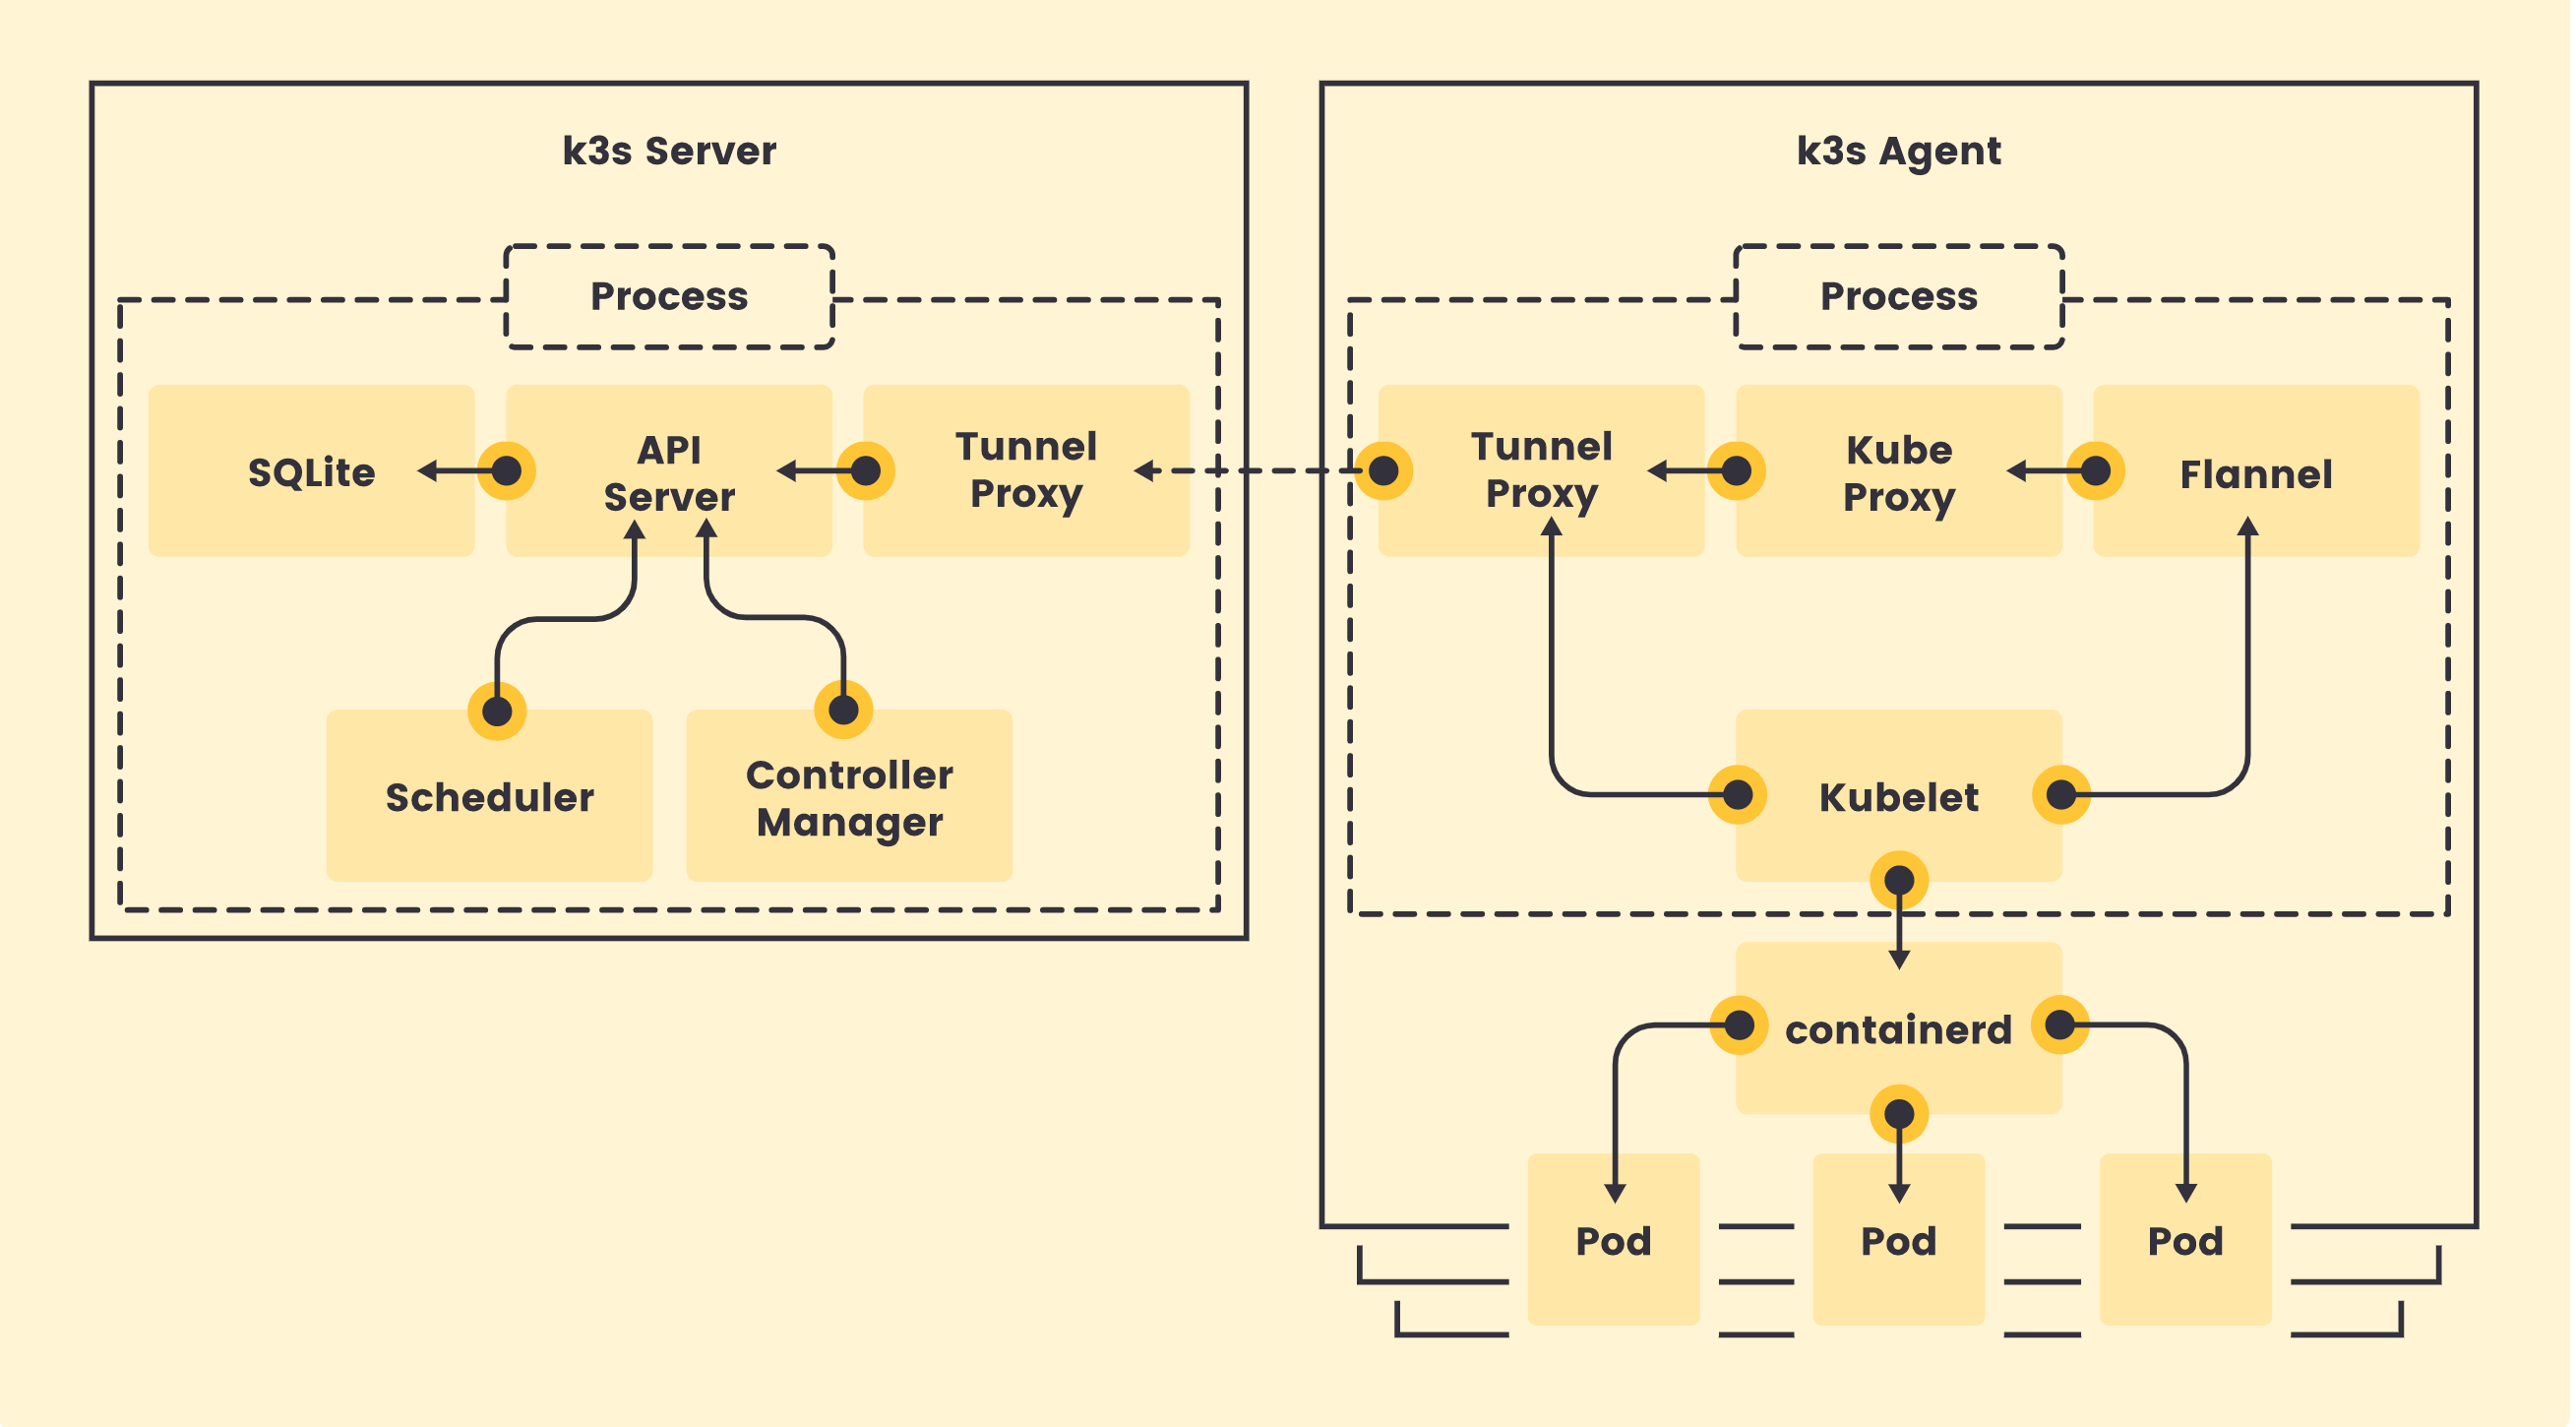 k3s Server
Process
SQLite
API
Server
Tunnel
Proxy
Scheduler
Controller
Manager
k3s Agent
Process
Tunnel
Proxy
Kube
Proxy
Flannel
Kubelet
containerd
Pod
Pod
Pod